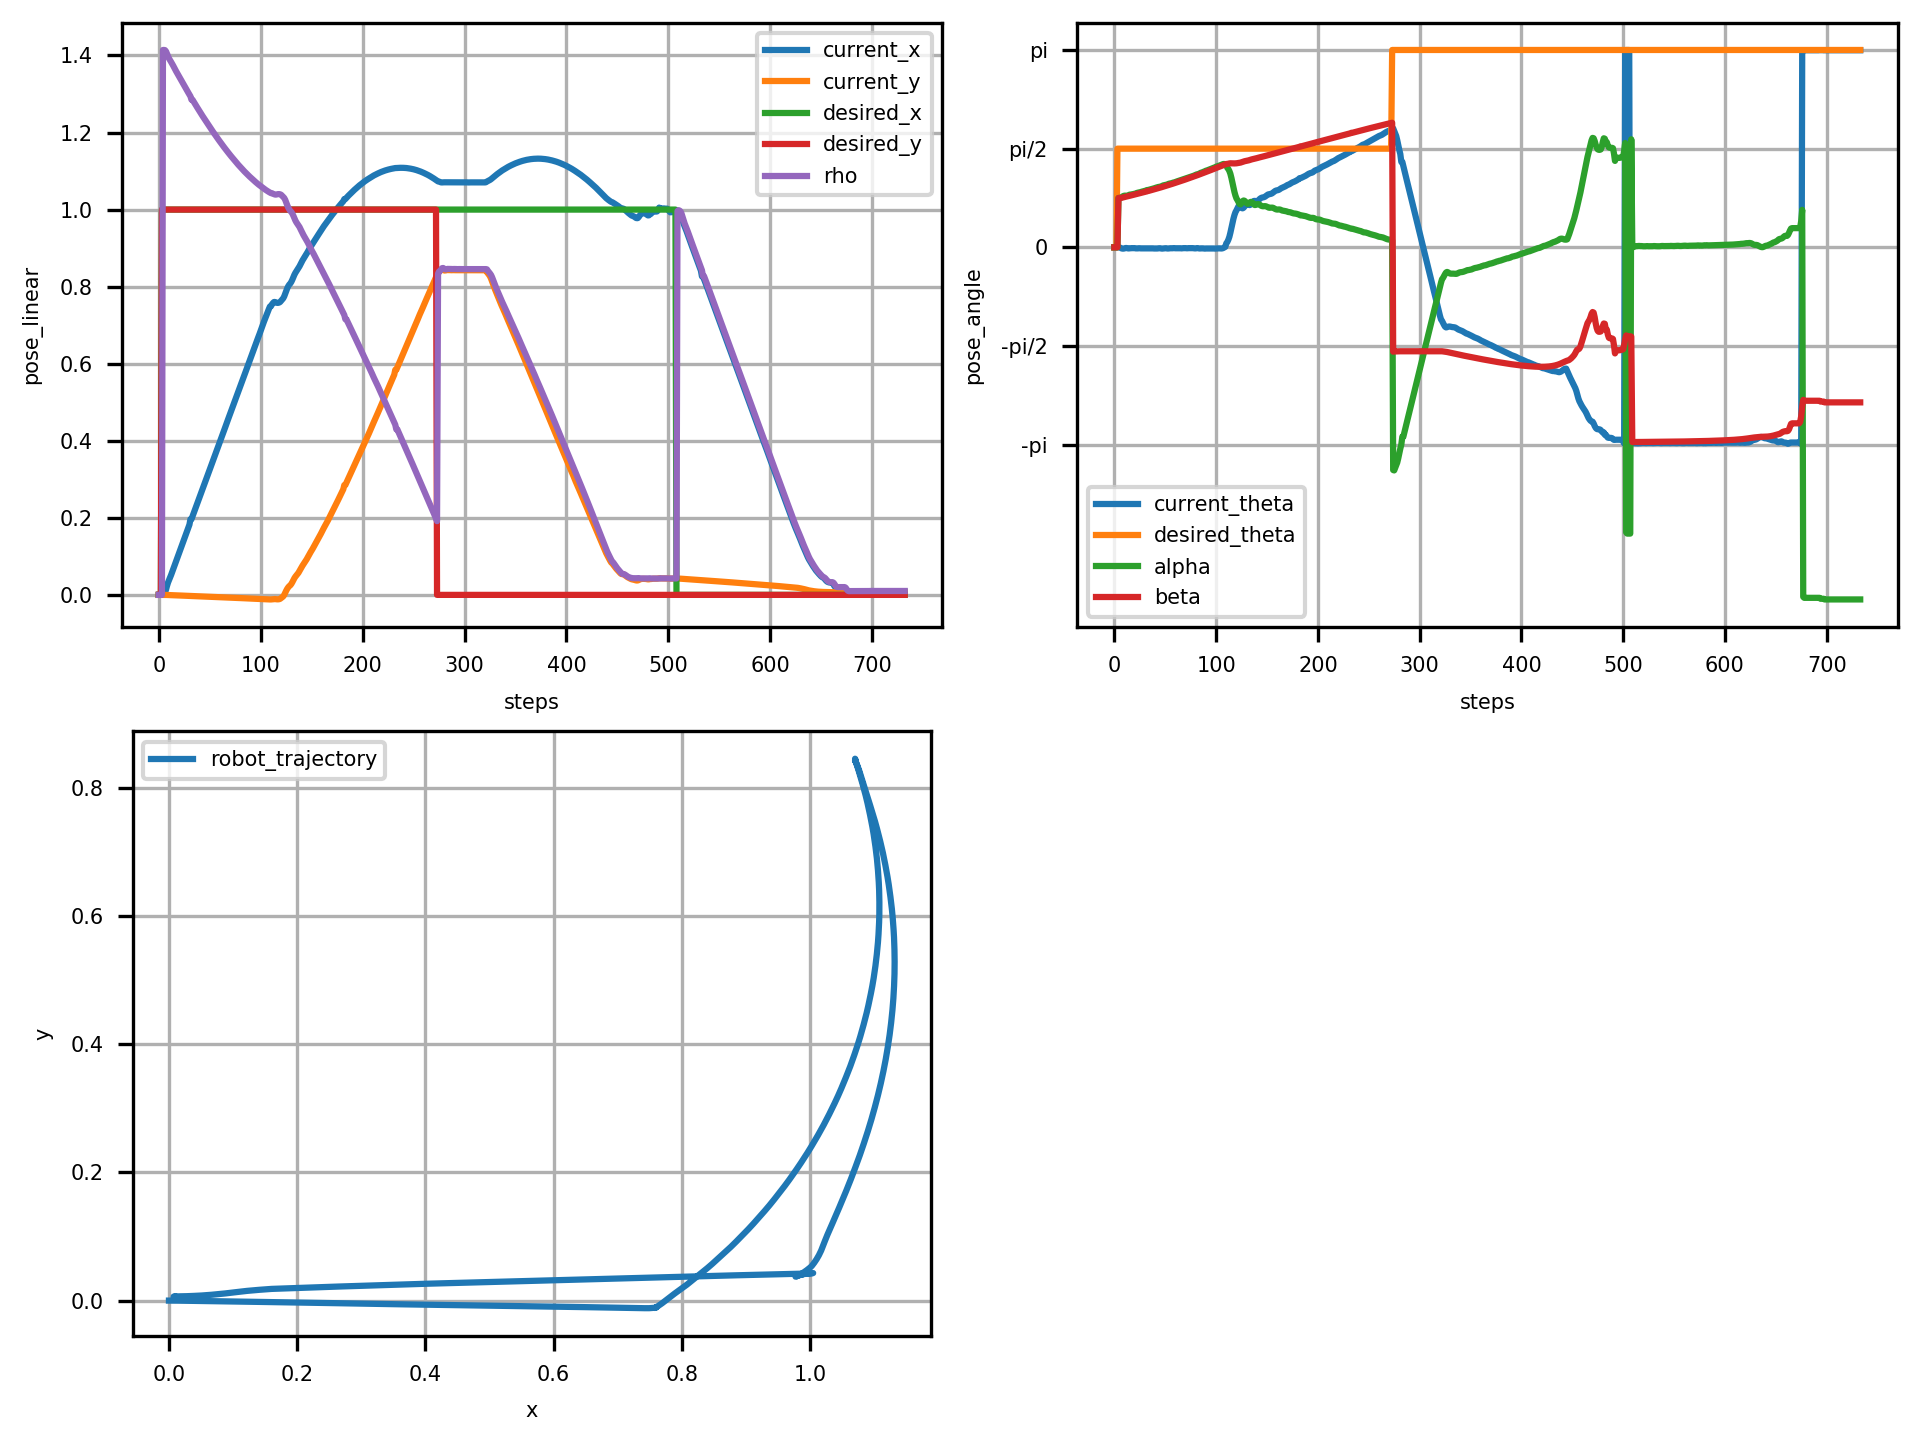 pose_linear
1.4
1.2
1.0
0.8
0.6
0.4
0.2
0.0
current_x
current_y
desired_x
desired_y
rho
0 100 200 300 400 500 600 700
steps
pose_angle
pi
pi/2
0
-pi/2
-pi
current_theta
desired_theta
alpha
beta
0 100 200 300 400 500 600 700
steps
robot_trajectory
y
0.8
0.6
0.4
0.2
0.0
0.0 0.2 0.4 0.6 0.8 1.0
x